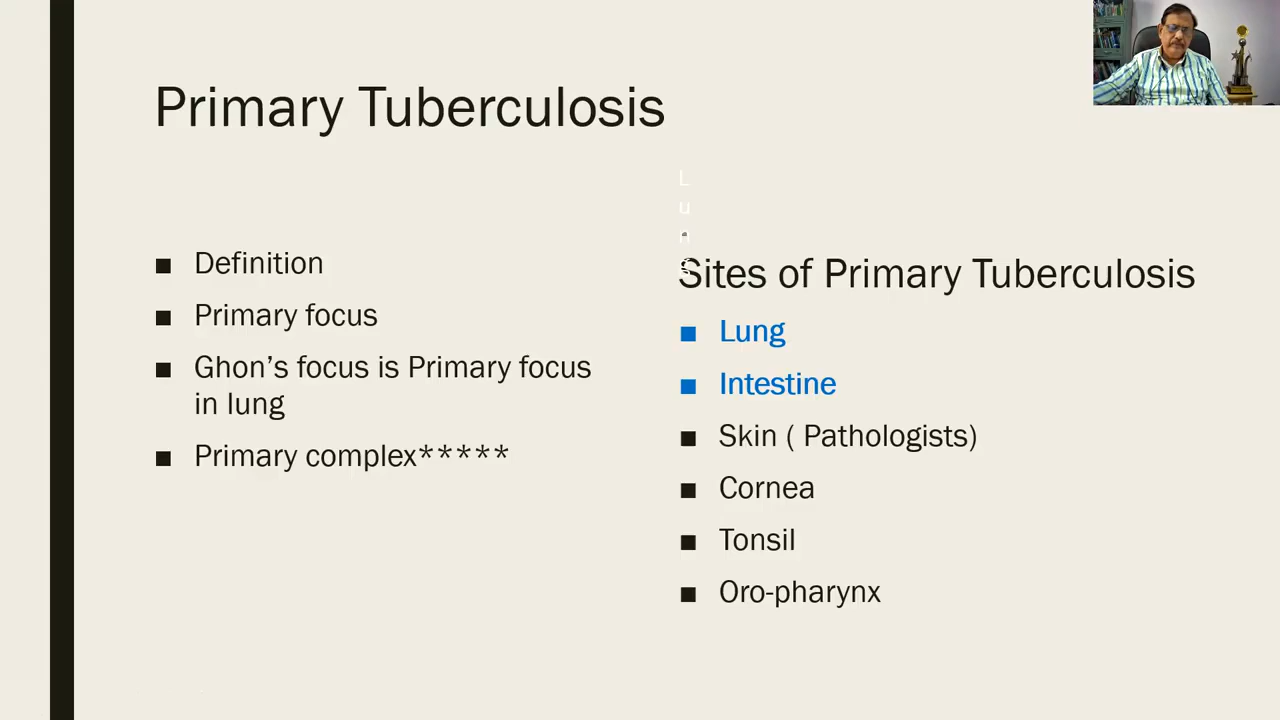 Primary Tuberculosis
■ Definition
■ Primary focus
■ Ghon’s focus is Primary focus
in lung
■ Primary complex*****
L
u
n
g
Sites of Primary Tuberculosis
■ Lung
■ Intestine
■ Skin ( Pathologists)
■ Cornea
■ Tonsil
■ Oro-pharynx